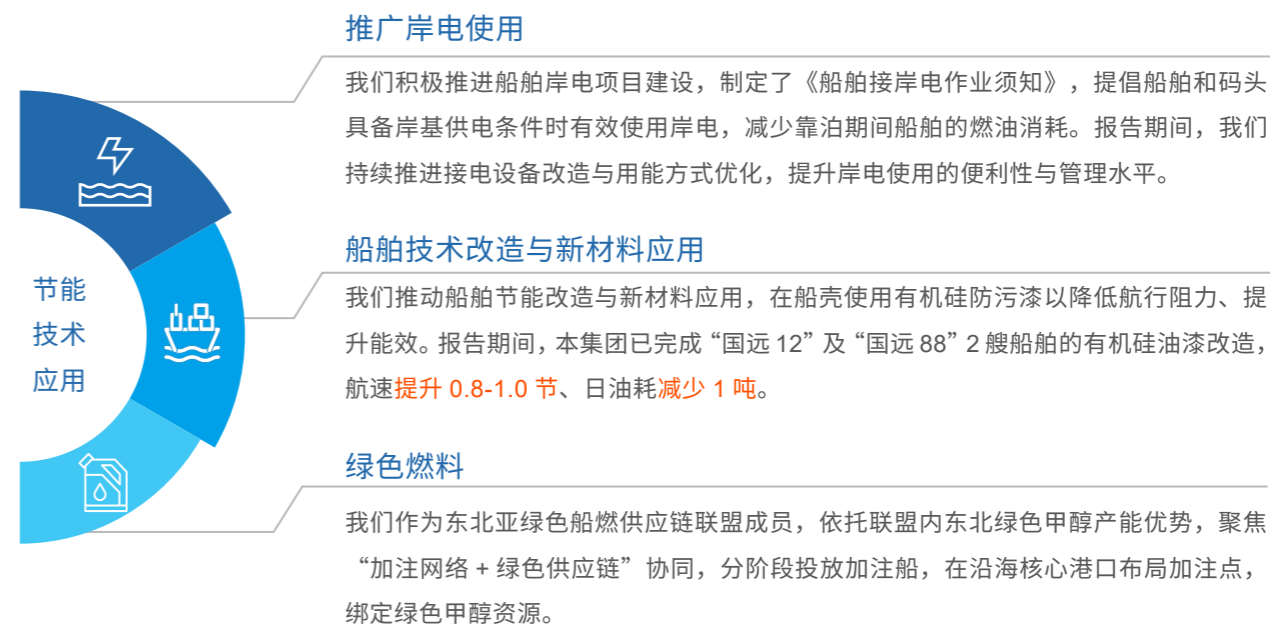 推广岸电使用
我们积极推进船舶岸电项目建设，制定了《船舶接岸电作业须知》，提倡船舶和码头
具备岸基供电条件时有效使用岸电，减少靠泊期间船舶的燃油消耗。报告期间，我们
持续推进接电设备改造与用能方式优化，提升岸电使用的便利性与管理水平。
节能
技术
应用
船舶技术改造与新材料应用
我们推动船舶节能改造与新材料应用，在船壳使用有机硅防污漆以降低航行阻力、提
升能效。报告期间，本集团已完成“国远 12”及“国远 88”2 艘船舶的有机硅油漆改造，
航速提升 0.8-1.0 节、日油耗减少 1 吨。
绿色燃料
我们作为东北亚绿色船燃供应链联盟成员，依托联盟内东北绿色甲醇产能优势，聚焦
“加注网络 + 绿色供应链”协同，分阶段投放加注船，在沿海核心港口布局加注点，
绑定绿色甲醇资源。